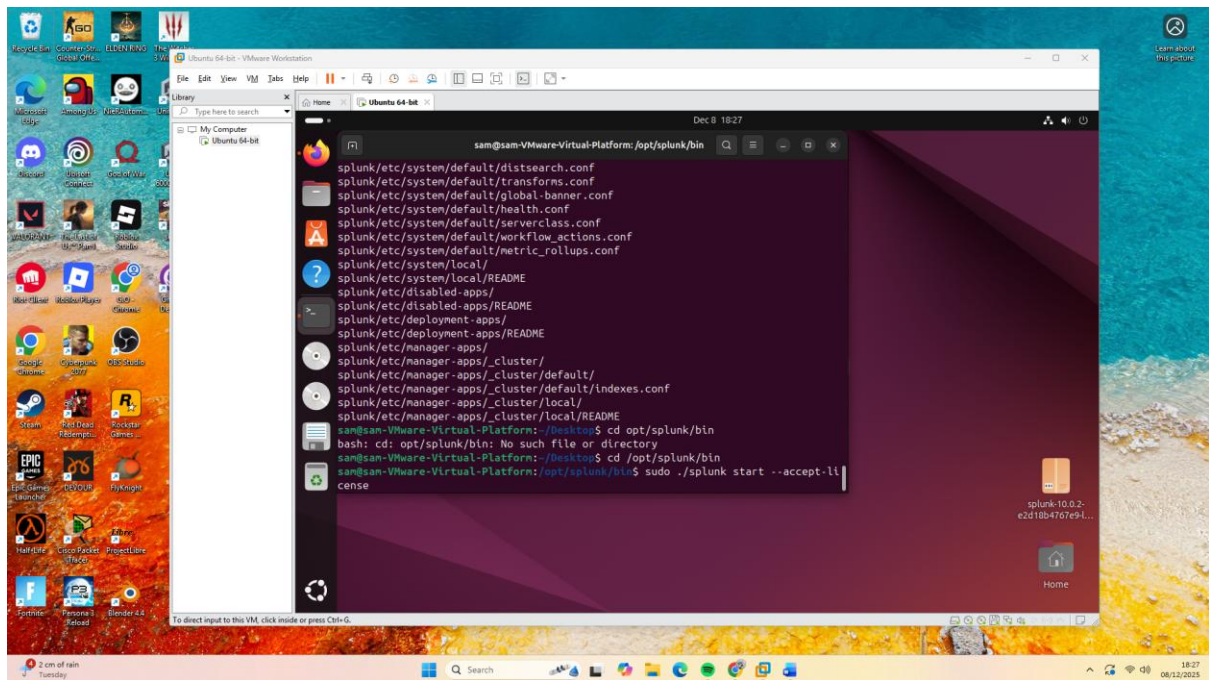 Recycle Bin
ELDEN RING
Learn about
this picture
Ubuntu 64-bit - VMware Workstation
File Edit View VM Tabs Help
Library
Type here to search
My Computer
Ubuntu 64-bit
Home
Ubuntu 64-bit
Dec 8 18:27
sam@sam-VMware-Virtual-Platform: /opt/splunk/bin
splunk/etc/system/default/distsearch.conf
splunk/etc/system/default/transforms.conf
splunk/etc/system/default/global-banner.conf
splunk/etc/system/default/health.conf
splunk/etc/system/default/serverclass.conf
splunk/etc/system/default/workflow_actions.conf
splunk/etc/system/default/metric_rollups.conf
splunk/etc/system/local/
splunk/etc/system/local/README
splunk/etc/disabled-apps/
splunk/etc/disabled-apps/README
splunk/etc/deployment-apps/
splunk/etc/deployment-apps/README
splunk/etc/manager-apps/
splunk/etc/manager-apps/_cluster/
splunk/etc/manager-apps/_cluster/default/
splunk/etc/manager-apps/_cluster/default/indexes.conf
splunk/etc/manager-apps/_cluster/local/
splunk/etc/manager-apps/_cluster/local/README
sam@sam-VMware-Virtual-Platform:~/Desktop$ cd opt/splunk/bin
bash: cd: opt/splunk/bin: No such file or directory
sam@sam-VMware-Virtual-Platform:~/Desktop$ cd /opt/splunk/bin
sam@sam-VMware-Virtual-Platform:/opt/splunk/bin$ sudo ./splunk start --accept-li
cense
splunk-10.0.2-
e2d18b4767e9-l...
Home
To direct input to this VM, click inside or press Ctrl+G.
Microsoft
Edge
Among Us
Discord
Ubisoft
Connect
God of War
VALORANT
Roblox
Studio
Riot Client
Roblox Player
Chrome
Google
Chrome
Cyberpunk
2077
OBS Studio
Steam
Red Dead
Redempti...
Rockstar
Games ...
Epic Games
Launcher
DEVOUR
FlyKnight
Half-Life
Cisco Packet
Tracer
ProjectLibre
Fortnite
Persona 3
Reload
Blender 4.4
2 cm of rain
Tuesday
Search
18:27
08/12/2025